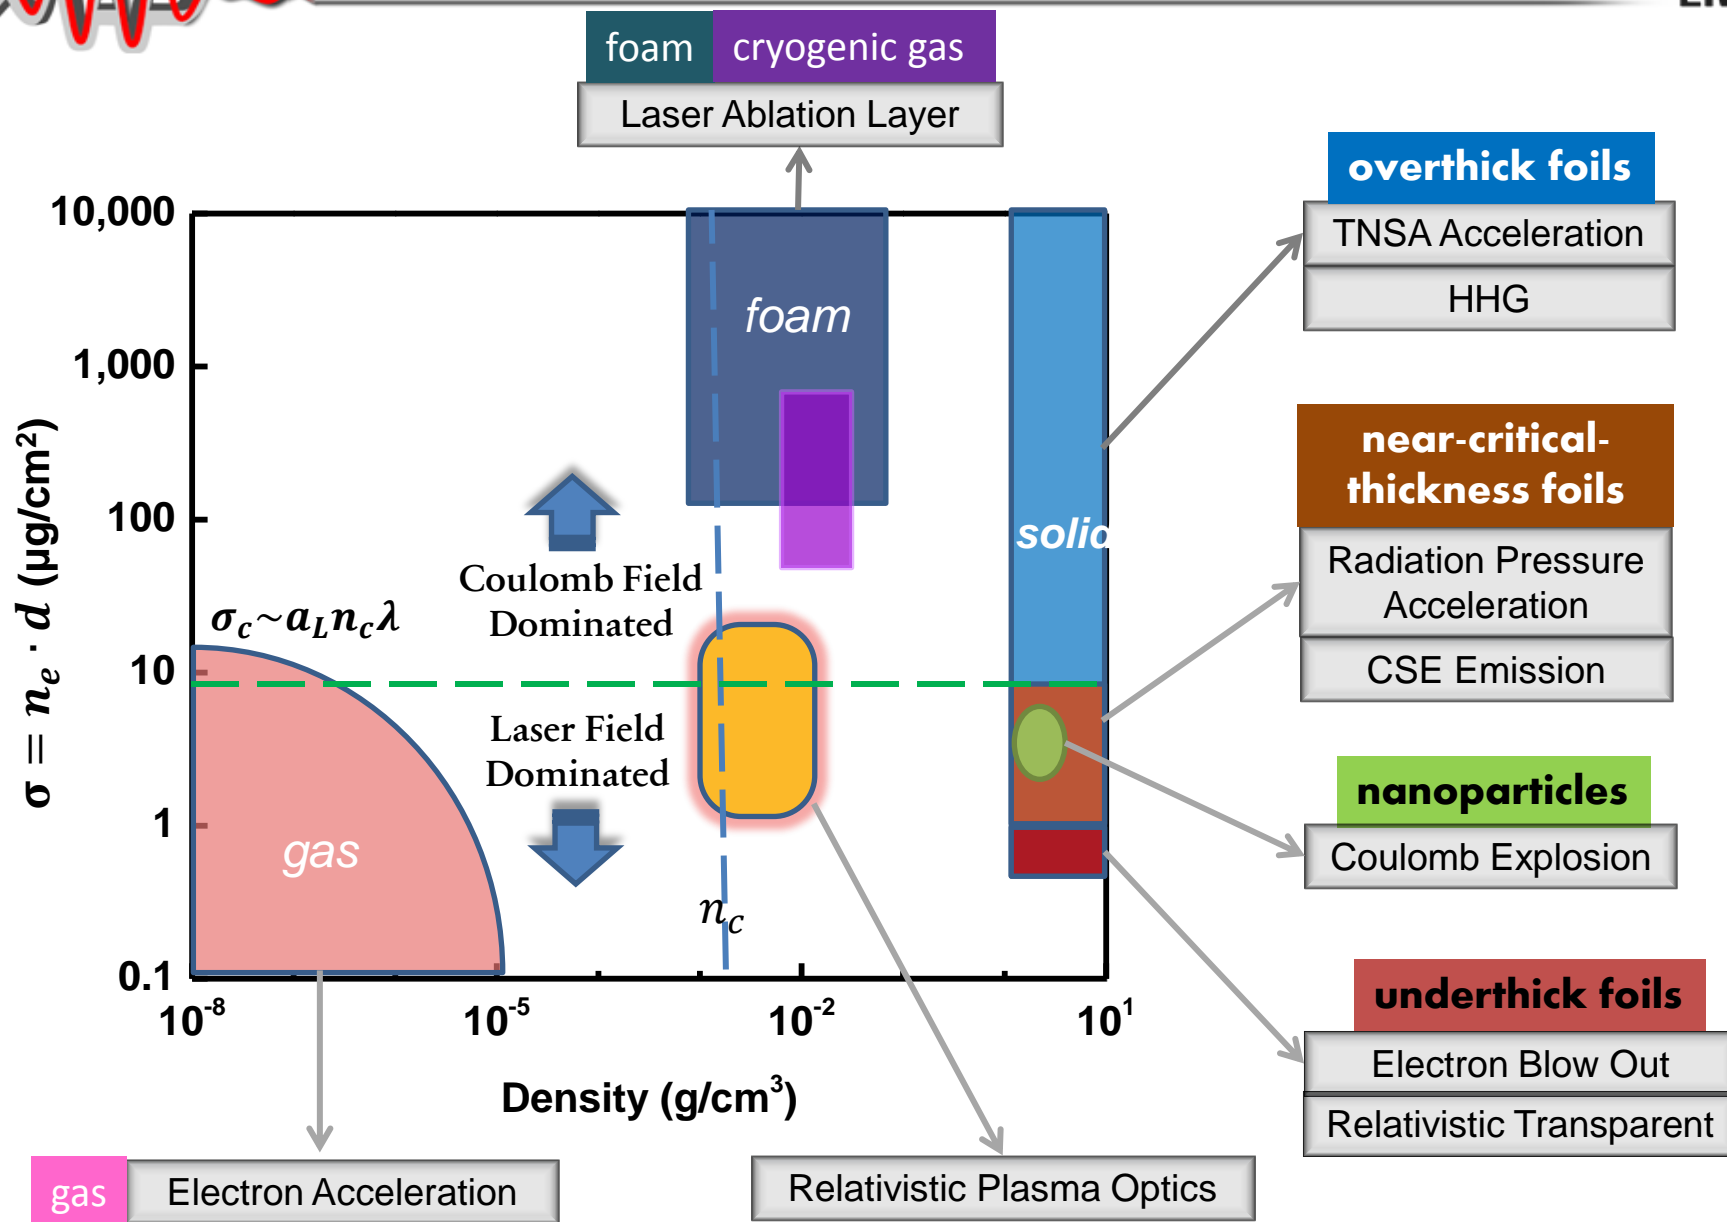 foam cryogenic gas
Laser Ablation Layer
overthick foils
TNSA Acceleration
HHG
near-critical-
thickness foils
Radiation Pressure
Acceleration
CSE Emission
nanoparticles
Coulomb Explosion
underthick foils
Electron Blow Out
Relativistic Transparent
10,000
1,000
100
10
1
0.1
σ = nₑ · d (µg/cm²)
foam
solid
Coulomb Field
Dominated
σ_c~a_L n_c λ
Laser Field
Dominated
gas
n_c
10⁻⁸
10⁻⁵
10⁻²
10¹
Density (g/cm³)
gas Electron Acceleration
Relativistic Plasma Optics